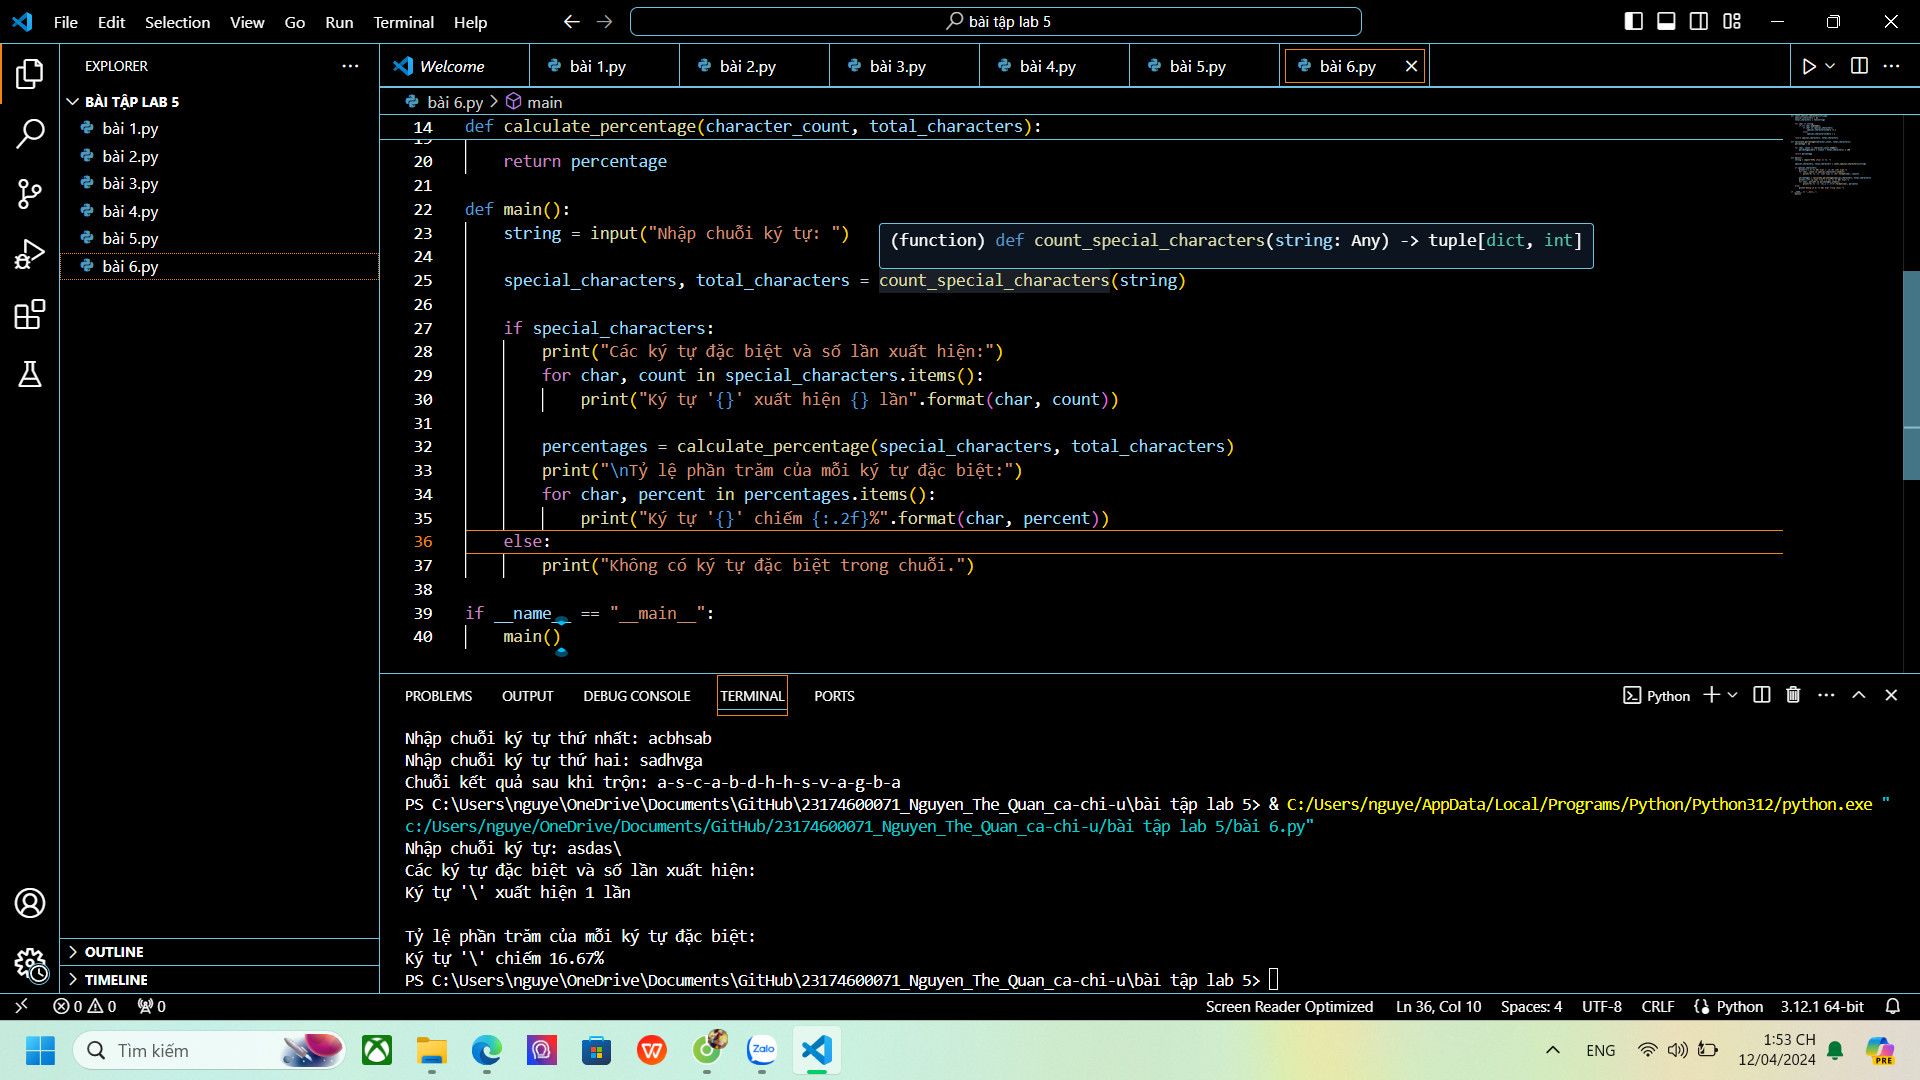 File Edit Selection View Go Run Terminal Help
bài tập lab 5
EXPLORER
BÀI TẬP LAB 5
bài 1.py
bài 2.py
bài 3.py
bài 4.py
bài 5.py
bài 6.py
OUTLINE
TIMELINE
Welcome bài 1.py bài 2.py bài 3.py bài 4.py bài 5.py bài 6.py
bài 6.py > main
14 def calculate_percentage(character_count, total_characters):
20 return percentage
21
22 def main():
23 string = input("Nhập chuỗi ký tự: ")
(function) def count_special_characters(string: Any) -> tuple[dict, int]
24
25 special_characters, total_characters = count_special_characters(string)
26
27 if special_characters:
28 print("Các ký tự đặc biệt và số lần xuất hiện:")
29 for char, count in special_characters.items():
30 print("Ký tự '{}' xuất hiện {} lần".format(char, count))
31
32 percentages = calculate_percentage(special_characters, total_characters)
33 print("\nTỷ lệ phần trăm của mỗi ký tự đặc biệt:")
34 for char, percent in percentages.items():
35 print("Ký tự '{}' chiếm {:.2f}%".format(char, percent))
36 else:
37 print("Không có ký tự đặc biệt trong chuỗi.")
38
39 if __name__ == "__main__":
40 main()
PROBLEMS OUTPUT DEBUG CONSOLE TERMINAL PORTS
Python
Nhập chuỗi ký tự thứ nhất: acbhsab
Nhập chuỗi ký tự thứ hai: sadhvga
Chuỗi kết quả sau khi trộn: a-s-c-a-b-d-h-h-s-v-a-g-b-a
PS C:\Users\nguye\OneDrive\Documents\GitHub\23174600071_Nguyen_The_Quan_ca-chi-u\bài tập lab 5> & C:/Users/nguye/AppData/Local/Programs/Python/Python312/python.exe "
c:/Users/nguye/OneDrive/Documents/GitHub/23174600071_Nguyen_The_Quan_ca-chi-u/bài tập lab 5/bài 6.py"
Nhập chuỗi ký tự: asdas\
Các ký tự đặc biệt và số lần xuất hiện:
Ký tự '\' xuất hiện 1 lần
Tỷ lệ phần trăm của mỗi ký tự đặc biệt:
Ký tự '\' chiếm 16.67%
PS C:\Users\nguye\OneDrive\Documents\GitHub\23174600071_Nguyen_The_Quan_ca-chi-u\bài tập lab 5>
0 0 0
Screen Reader Optimized Ln 36, Col 10 Spaces: 4 UTF-8 CRLF Python 3.12.1 64-bit
Tìm kiếm
Zalo
ENG
1:53 CH
12/04/2024
PRE